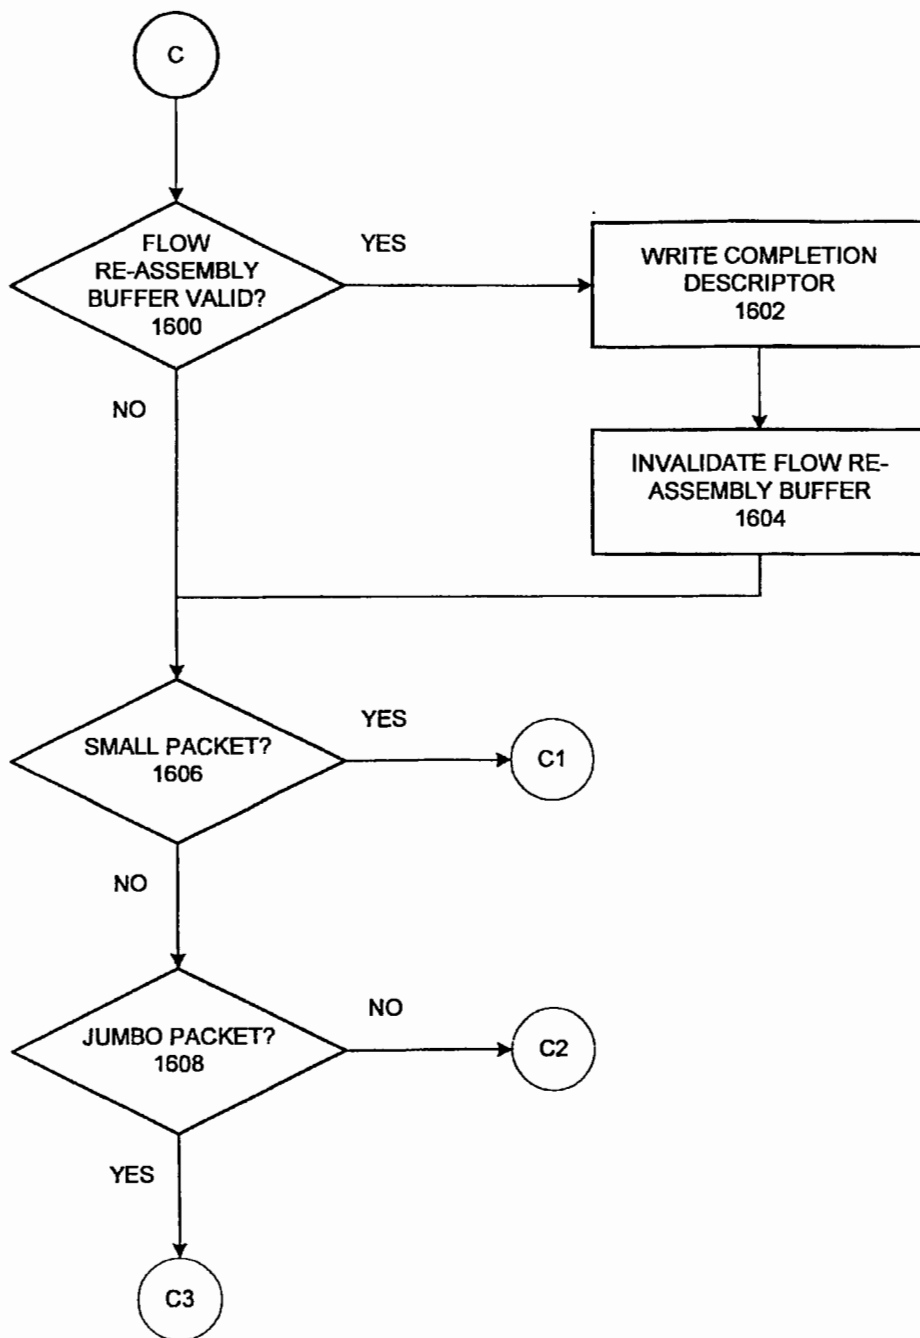 C
FLOW
RE-ASSEMBLY
BUFFER VALID?
1600
YES
WRITE COMPLETION
DESCRIPTOR
1602
NO
INVALIDATE FLOW RE-
ASSEMBLY BUFFER
1604
SMALL PACKET?
1606
YES
C1
NO
JUMBO PACKET?
1608
NO
C2
YES
C3